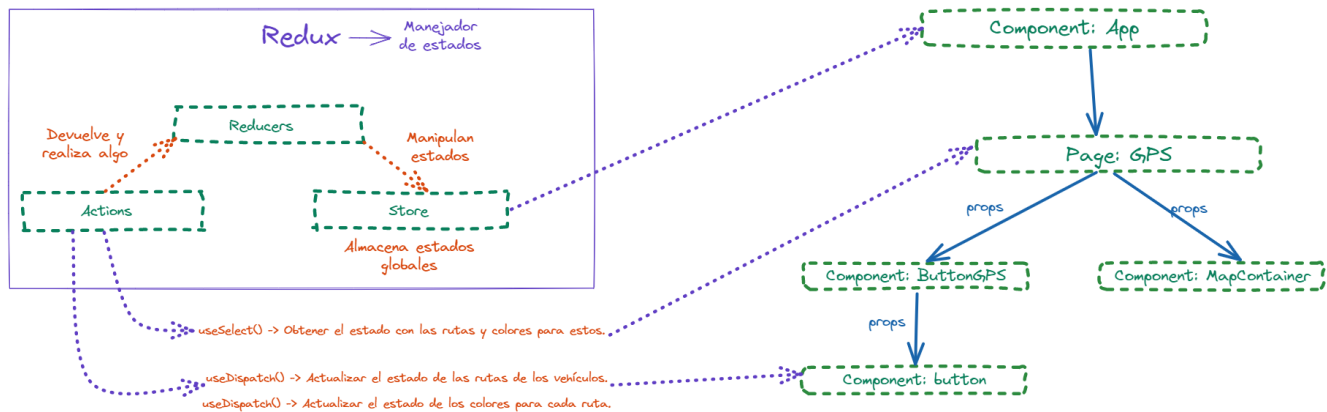 Redux
Manejador
de estados
Reducers
Devuelve y
realiza algo
Manipulan
estados
Actions
Store
Almacena estados
globales
useSelect() -> Obtener el estado con las rutas y colores para estos.
useDispatch() -> Actualizar el estado de las rutas de los vehículos.
useDispatch() -> Actualizar el estado de los colores para cada ruta.
Component: App
Page: GPS
props
props
Component: ButtonGPS
Component: MapContainer
props
Component: button